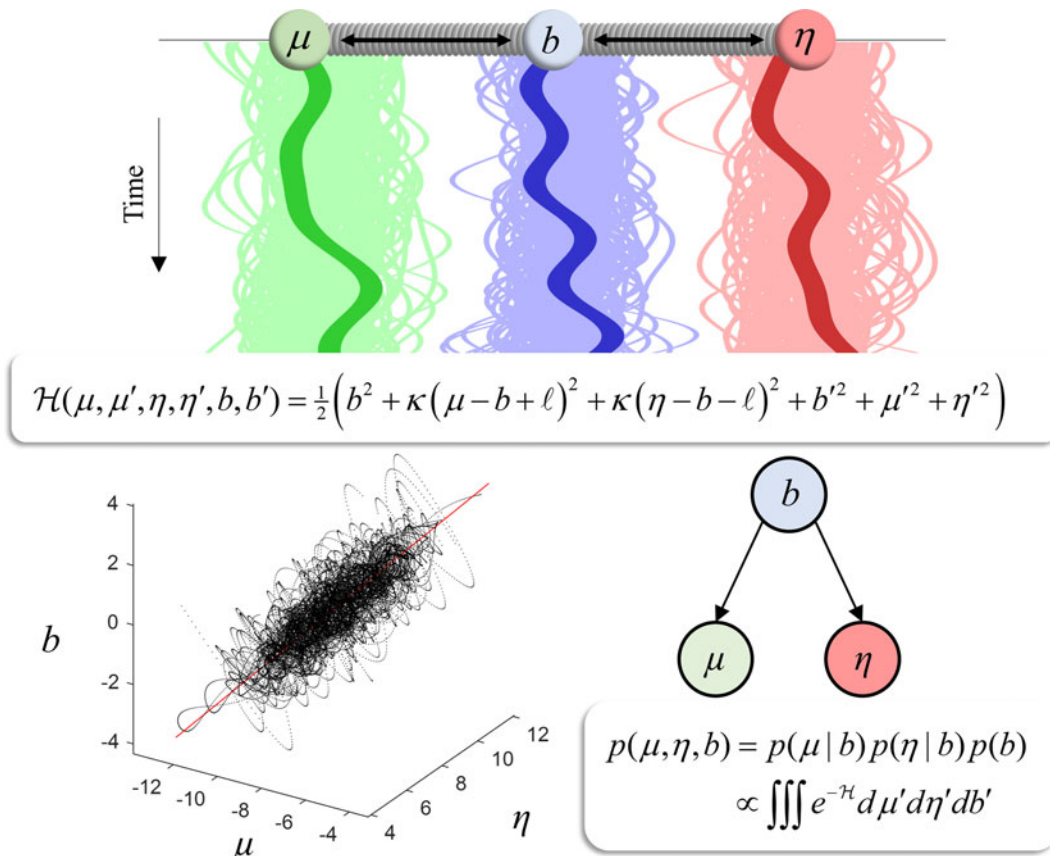 μ b η
Time
ℋ(μ, μ′, η, η′, b, b′) = ½(b² + κ(μ − b + ℓ)² + κ(η − b − ℓ)² + b′² + μ′² + η′²)
b
4
2
0
-2
-4
-12 -10 -8 -6 -4
μ
4 6 8 10 12
η
b
μ η
p(μ, η, b) = p(μ | b) p(η | b) p(b)
∝ ∭ e^{−ℋ} dμ′dη′db′